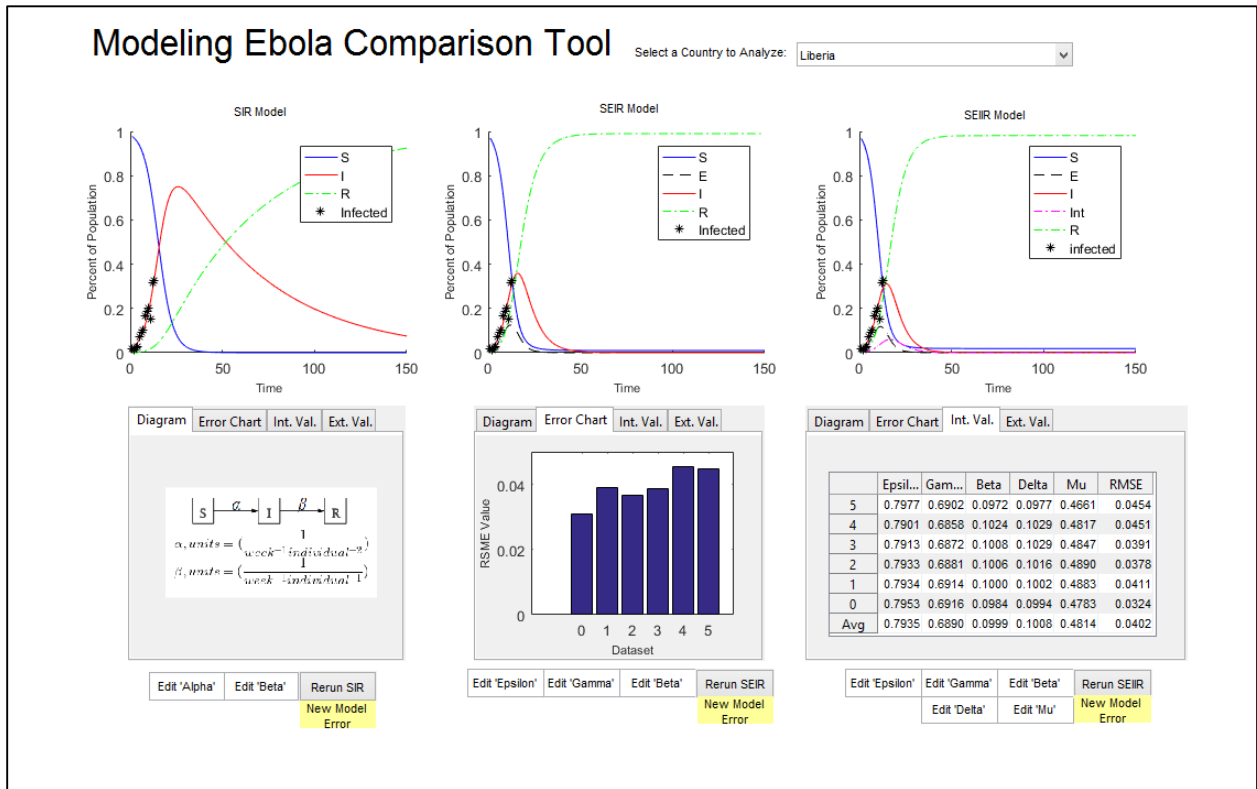 Modeling Ebola Comparison Tool
Select a Country to Analyze:
Liberia
SIR Model
Percent of Population
1
0.8
0.6
0.4
0.2
0
0 50 100 150
Time
S
I
R
Infected
SEIR Model
Percent of Population
1
0.8
0.6
0.4
0.2
0
0 50 100 150
Time
S
E
I
R
Infected
SEIIR Model
Percent of Population
1
0.8
0.6
0.4
0.2
0
0 50 100 150
Time
S
E
I
Int
R
infected
Diagram Error Chart Int. Val. Ext. Val.
S α I β R
α, units = (1/week⁻¹individual⁻²)
β, units = (1/week⁻¹individual⁻¹)
Edit 'Alpha' Edit 'Beta' Rerun SIR
New Model
Error
Diagram Error Chart Int. Val. Ext. Val.
RSME Value
0.04
0.02
0
0 1 2 3 4 5
Dataset
Edit 'Epsilon' Edit 'Gamma' Edit 'Beta' Rerun SEIR
New Model
Error
Diagram Error Chart Int. Val. Ext. Val.
Epsil... Gam... Beta Delta Mu RMSE
5 0.7977 0.6902 0.0972 0.0977 0.4661 0.0454
4 0.7901 0.6858 0.1024 0.1029 0.4817 0.0451
3 0.7913 0.6872 0.1008 0.1029 0.4847 0.0391
2 0.7933 0.6881 0.1006 0.1016 0.4890 0.0378
1 0.7934 0.6914 0.1000 0.1002 0.4883 0.0411
0 0.7953 0.6916 0.0984 0.0994 0.4783 0.0324
Avg 0.7935 0.6890 0.0999 0.1008 0.4814 0.0402
Edit 'Epsilon' Edit 'Gamma' Edit 'Beta' Rerun SEIIR
Edit 'Delta' Edit 'Mu' New Model
Error